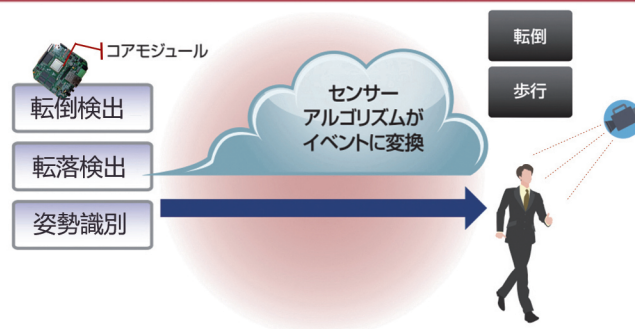 コアモジュール
転倒検出
転落検出
姿勢識別
センサー
アルゴリズムが
イベントに変換
転倒
歩行